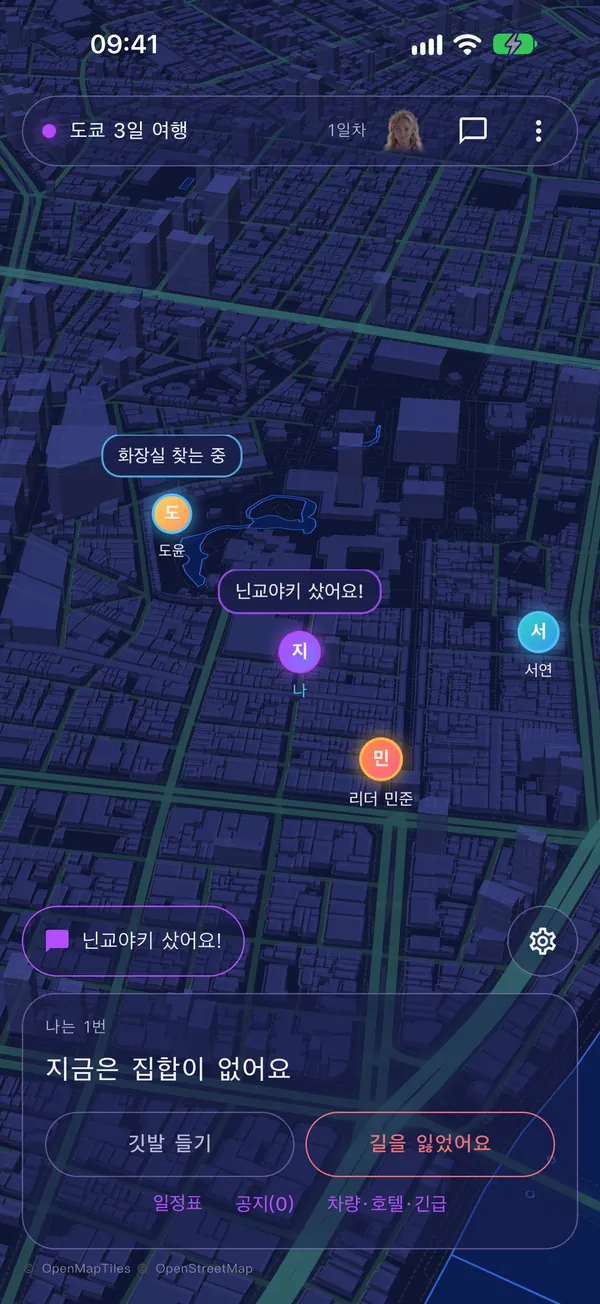 09:41
도쿄 3일 여행 1일차
화장실 찾는 중
도
도윤
닌교야키 샀어요!
지
나
서
서연
민
리더 민준
닌교야키 샀어요!
나는 1번
지금은 집합이 없어요
깃발 들기 길을 잃었어요
일정표 공지(0) 차량·호텔·긴급
© OpenMapTiles © OpenStreetMap